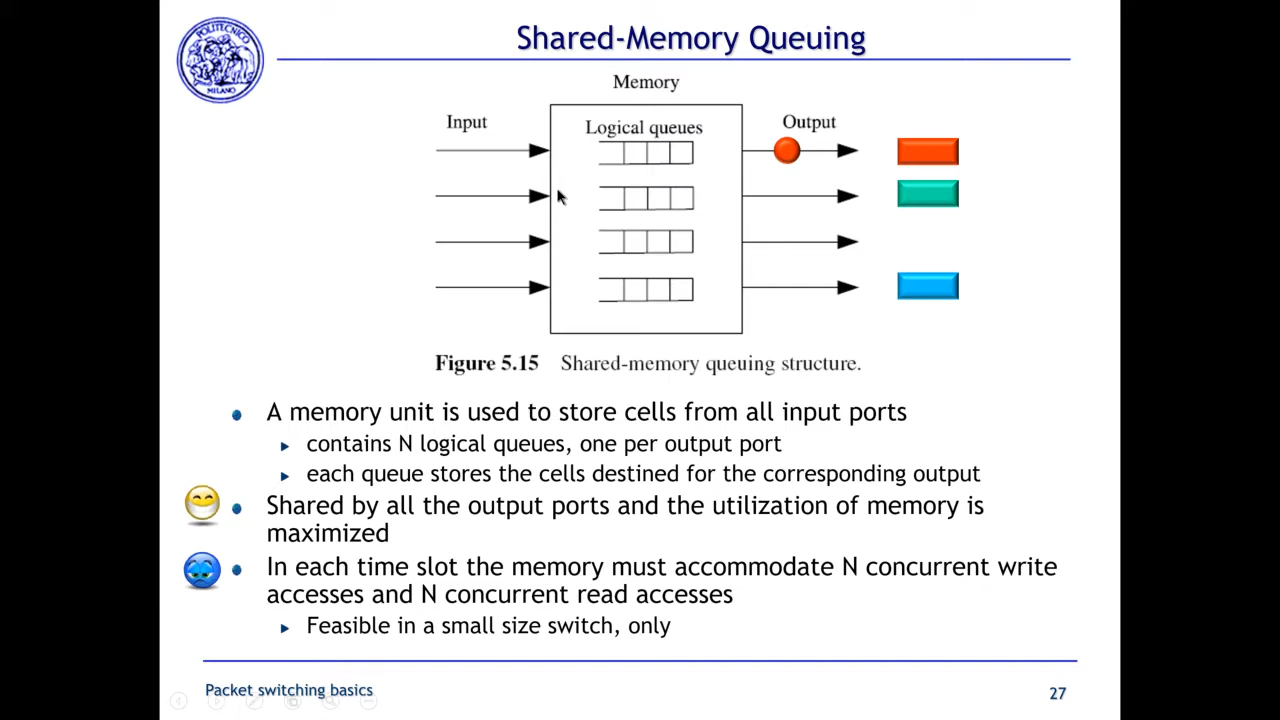 Shared-Memory Queuing
POLITECNICO
MILANO
Memory
Input
Logical queues
Output
Figure 5.15 Shared-memory queuing structure.
A memory unit is used to store cells from all input ports
contains N logical queues, one per output port
each queue stores the cells destined for the corresponding output
Shared by all the output ports and the utilization of memory is
maximized
In each time slot the memory must accommodate N concurrent write
accesses and N concurrent read accesses
Feasible in a small size switch, only
Packet switching basics
27